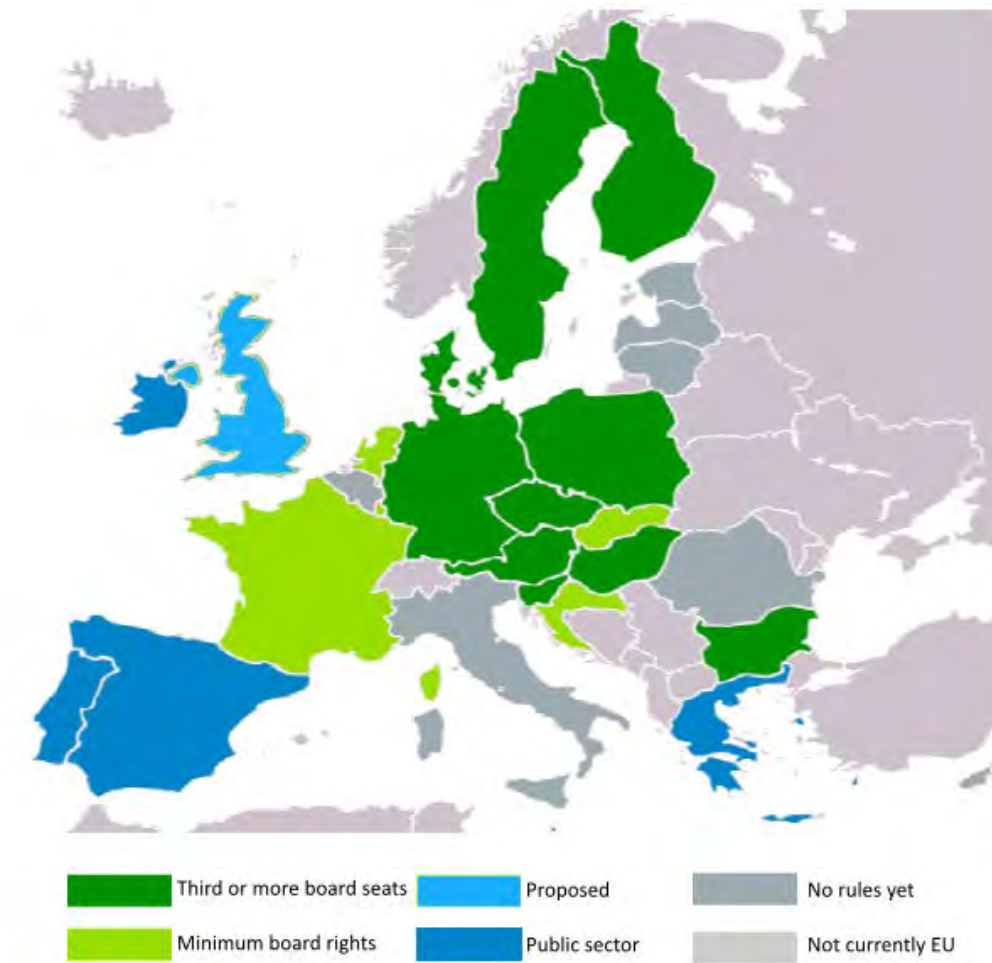 Third or more board seats
Proposed
No rules yet
Minimum board rights
Public sector
Not currently EU